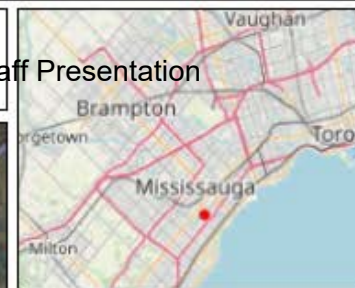 Vaughan
aff Presentation
Brampton
rgetown
Toro
Mississauga
Milton